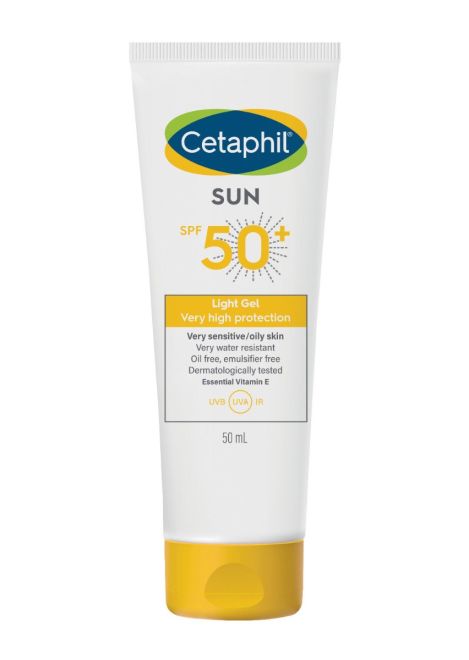 Cetaphil®
SUN
SPF 50+
Light Gel
Very high protection
Very sensitive/oily skin
Very water resistant
Oil free, emulsifier free
Dermatologically tested
Essential Vitamin E
UVB UVA IR
50 mL